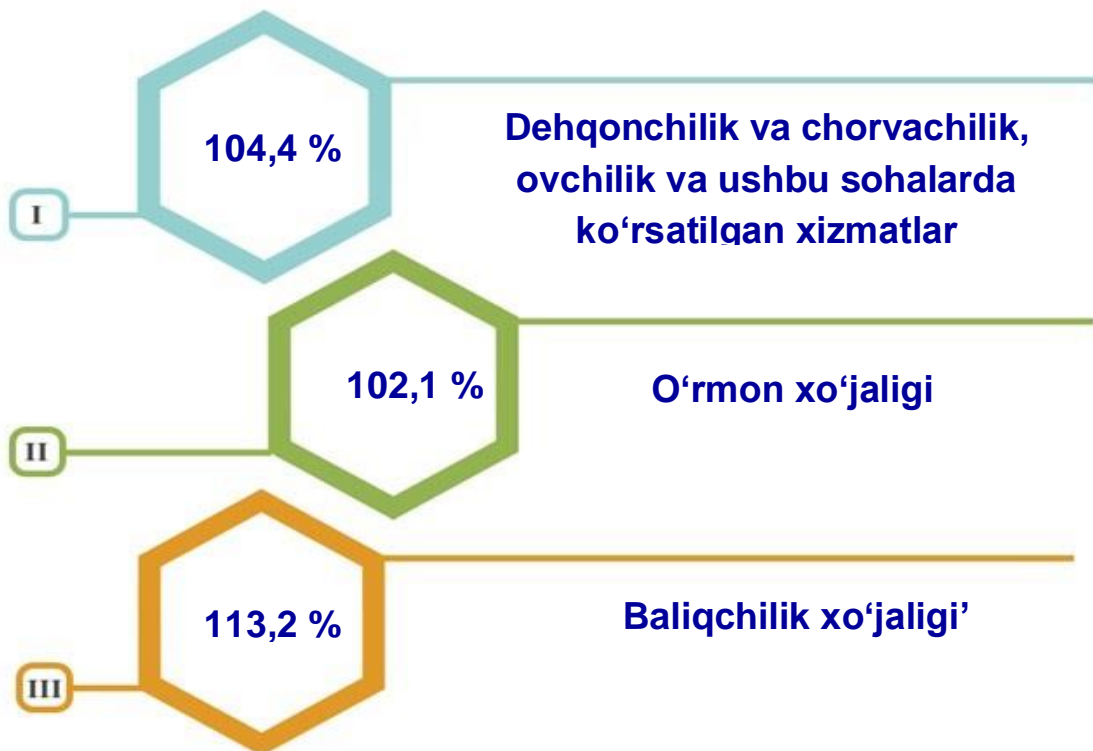 104,4 %
Dehqonchilik va chorvachilik,
ovchilik va ushbu sohalarda
ko‘rsatilgan xizmatlar
I
102,1 %
O‘rmon xo‘jaligi
II
113,2 %
Baliqchilik xo‘jaligi’
III